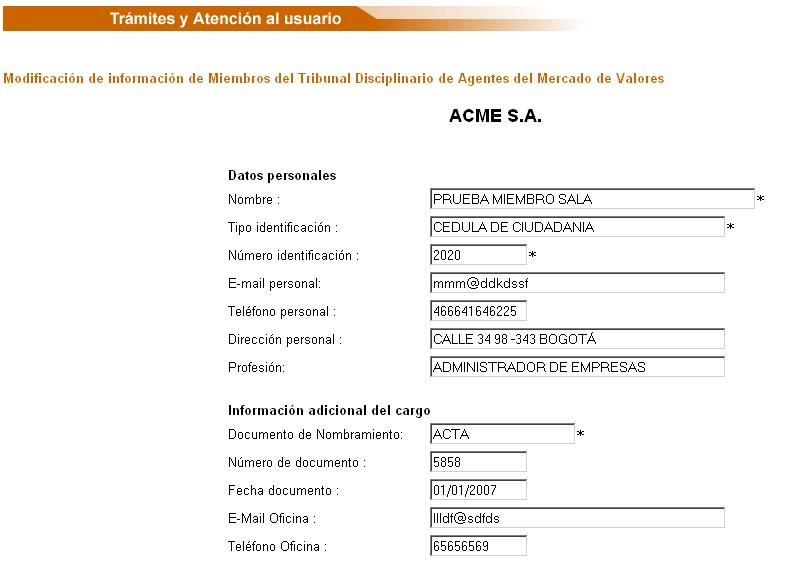 Trámites y Atención al usuario
Modificación de información de Miembros del Tribunal Disciplinario de Agentes del Mercado de Valores
ACME S.A.
Datos personales
Nombre : PRUEBA MIEMBRO SALA *
Tipo identificación : CEDULA DE CIUDADANIA *
Número identificación : 2020 *
E-mail personal: mmm@ddkdssf
Teléfono personal : 466641646225
Dirección personal : CALLE 34 98 -343 BOGOTÁ
Profesión: ADMINISTRADOR DE EMPRESAS
Información adicional del cargo
Documento de Nombramiento: ACTA *
Número de documento : 5858
Fecha documento : 01/01/2007
E-Mail Oficina : llldf@sdfds
Teléfono Oficina : 65656569